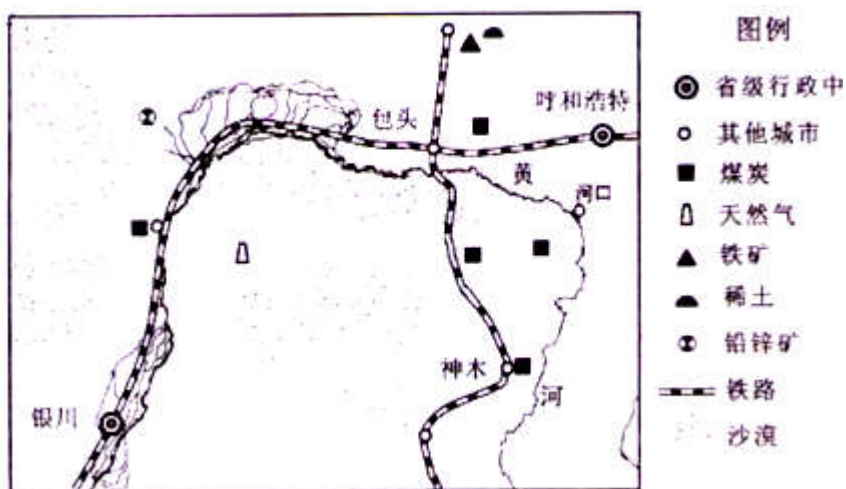 图例
省级行政中
其他城市
煤炭
天然气
铁矿
稀土
铅锌矿
铁路
沙漠
包头
呼和浩特
黄
河口
神木
河
银川